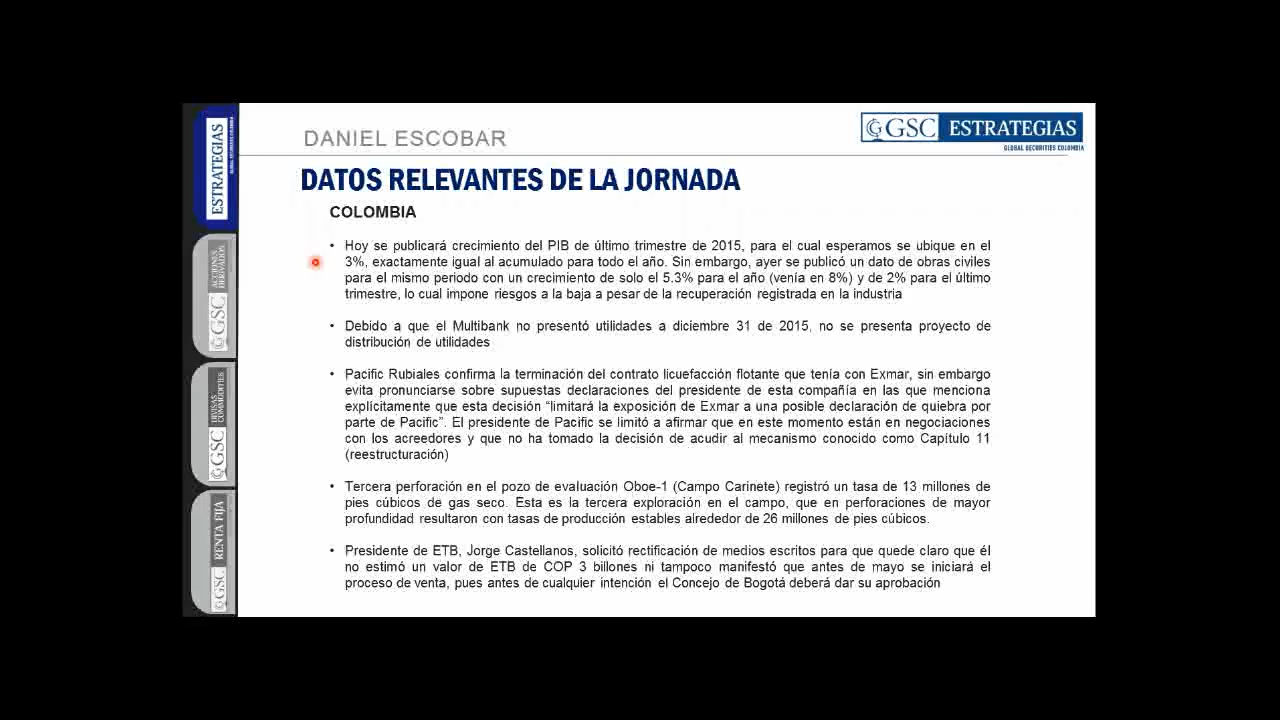 DANIEL ESCOBAR
GSC ESTRATEGIAS
GLOBAL SECURITIES COLOMBIA
DATOS RELEVANTES DE LA JORNADA
COLOMBIA
• Hoy se publicará crecimiento del PIB de último trimestre de 2015, para el cual esperamos se ubique en el
3%, exactamente igual al acumulado para todo el año. Sin embargo, ayer se publicó un dato de obras civiles
para el mismo periodo con un crecimiento de solo el 5.3% para el año (venía en 8%) y de 2% para el último
trimestre, lo cual impone riesgos a la baja a pesar de la recuperación registrada en la industria
• Debido a que el Multibank no presentó utilidades a diciembre 31 de 2015, no se presenta proyecto de
distribución de utilidades
• Pacific Rubiales confirma la terminación del contrato licuefacción flotante que tenía con Exmar, sin embargo
evita pronunciarse sobre supuestas declaraciones del presidente de esta compañía en las que menciona
explícitamente que esta decisión “limitará la exposición de Exmar a una posible declaración de quiebra por
parte de Pacific”. El presidente de Pacific se limitó a afirmar que en este momento están en negociaciones
con los acreedores y que no ha tomado la decisión de acudir al mecanismo conocido como Capítulo 11
(reestructuración)
• Tercera perforación en el pozo de evaluación Oboe-1 (Campo Carinete) registró un tasa de 13 millones de
pies cúbicos de gas seco. Esta es la tercera exploración en el campo, que en perforaciones de mayor
profundidad resultaron con tasas de producción estables alrededor de 26 millones de pies cúbicos.
• Presidente de ETB, Jorge Castellanos, solicitó rectificación de medios escritos para que quede claro que él
no estimó un valor de ETB de COP 3 billones ni tampoco manifestó que antes de mayo se iniciará el
proceso de venta, pues antes de cualquier intención el Concejo de Bogotá deberá dar su aprobación
ESTRATEGIAS
GSC ACCIONES DERIVADOS
GSC DIVISAS COMMODITIES
GSC RENTA FIJA